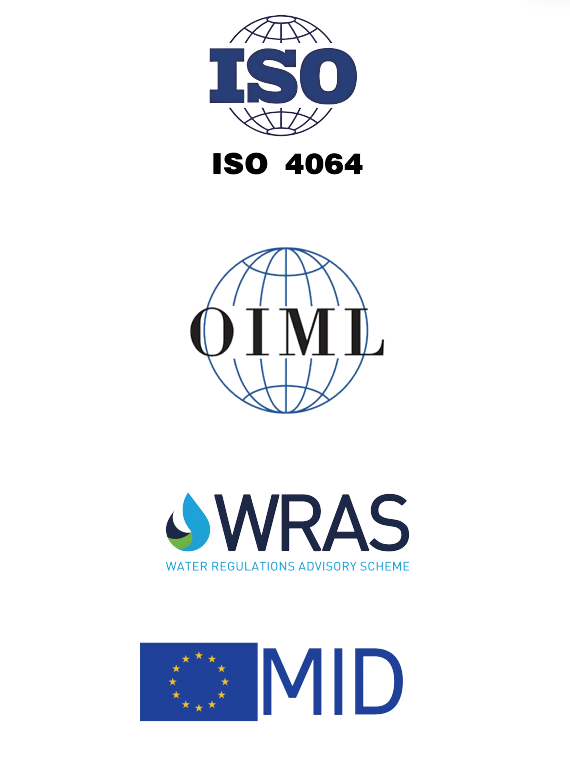 ISO
ISO 4064
OIML
WRAS
WATER REGULATIONS ADVISORY SCHEME
MID